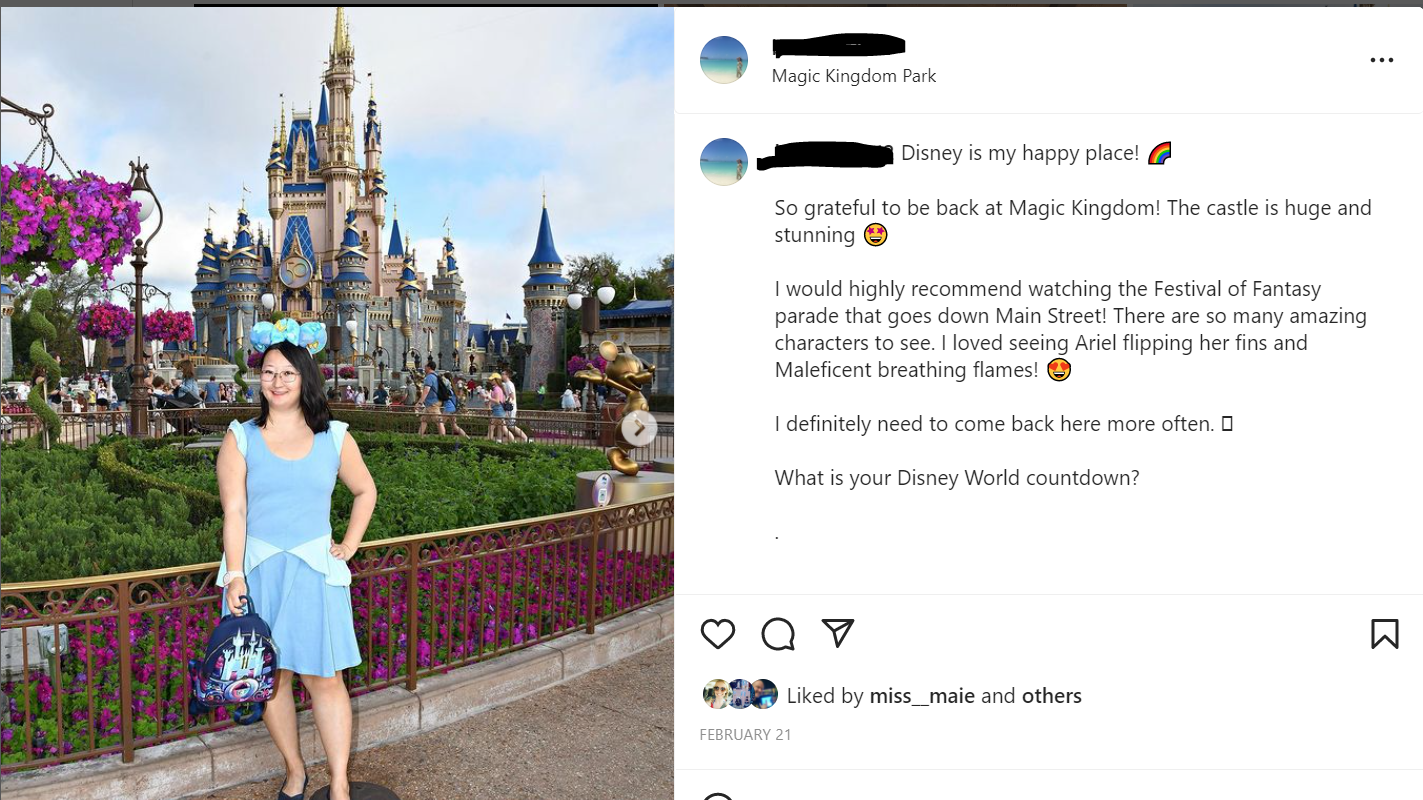 50
Magic Kingdom Park
Disney is my happy place! 🌈
So grateful to be back at Magic Kingdom! The castle is huge and
stunning 🤩
I would highly recommend watching the Festival of Fantasy
parade that goes down Main Street! There are so many amazing
characters to see. I loved seeing Ariel flipping her fins and
Maleficent breathing flames! 😍
I definitely need to come back here more often.
What is your Disney World countdown?
.
Liked by miss__maie and others
FEBRUARY 21